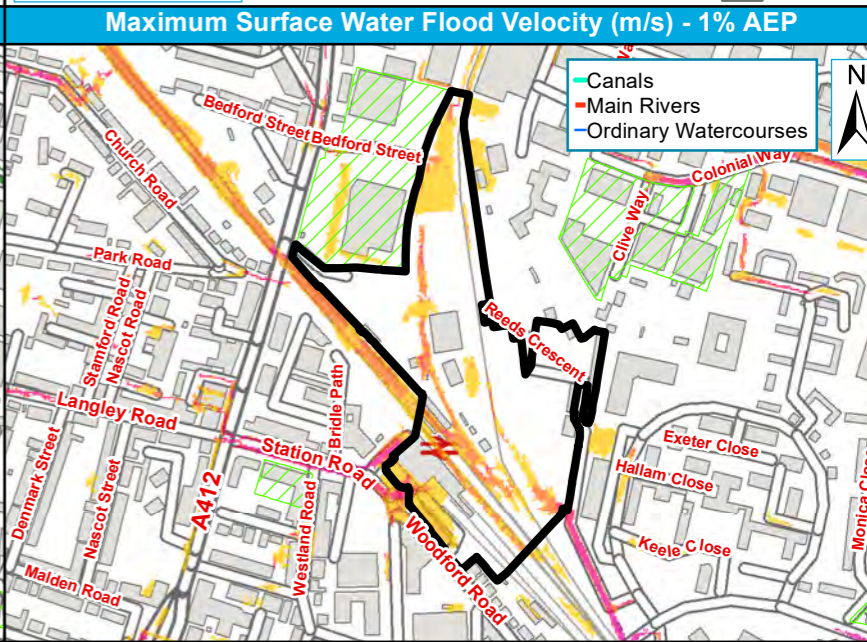 Maximum Surface Water Flood Velocity (m/s) - 1% AEP
Canals
Main Rivers
Ordinary Watercourses
N
Bedford Street
Bedford Street
Church Road
Colonial Way
Clive Way
Park Road
Stamford Road
Nascot Road
Reeds Crescent
Langley Road
Bridle Path
Station Road
Exeter Close
Hallam Close
Denmark Street
Nascot Street
A412
Westland Road
Woodford Road
Keele Close
Malden Road